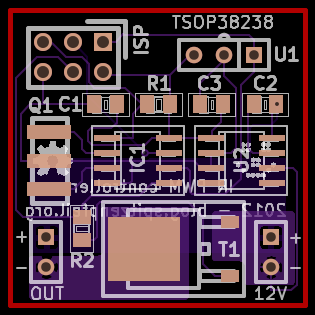 TSOP38238
ISP
U1
R1
C3
C2
Q1
C1
IC1
U2
PWM controller
2012 - blog.spitzenpfeil.org
T1
R2
+
-
OUT
+
-
12V